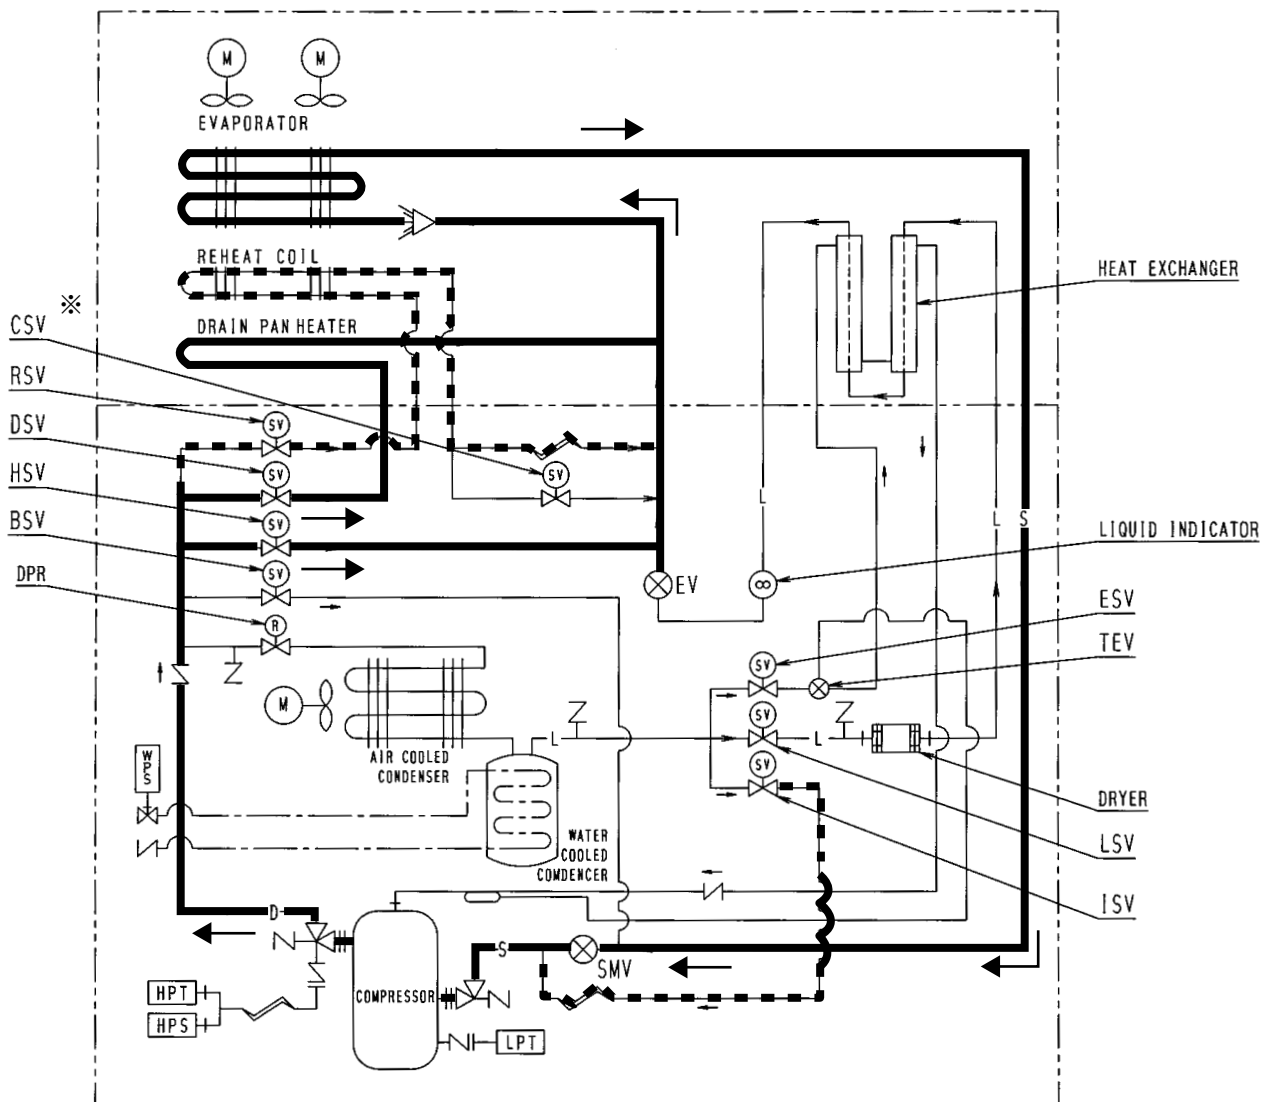 M
M
EVAPORATOR
REHEAT COIL
※
CSV
DRAIN PAN HEATER
HEAT EXCHANGER
RSV
SV
DSV
SV
SV
HSV
SV
L
L
S
BSV
SV
LIQUID INDICATOR
DPR
EV
∞
ESV
R
SV
TEV
M
SV
L
L
AIR COOLED
CONDENSER
WPS
SV
DRYER
WATER
COOLED
COMDENCER
LSV
ISV
D
S
SMV
COMPRESSOR
HPT
HPS
LPT